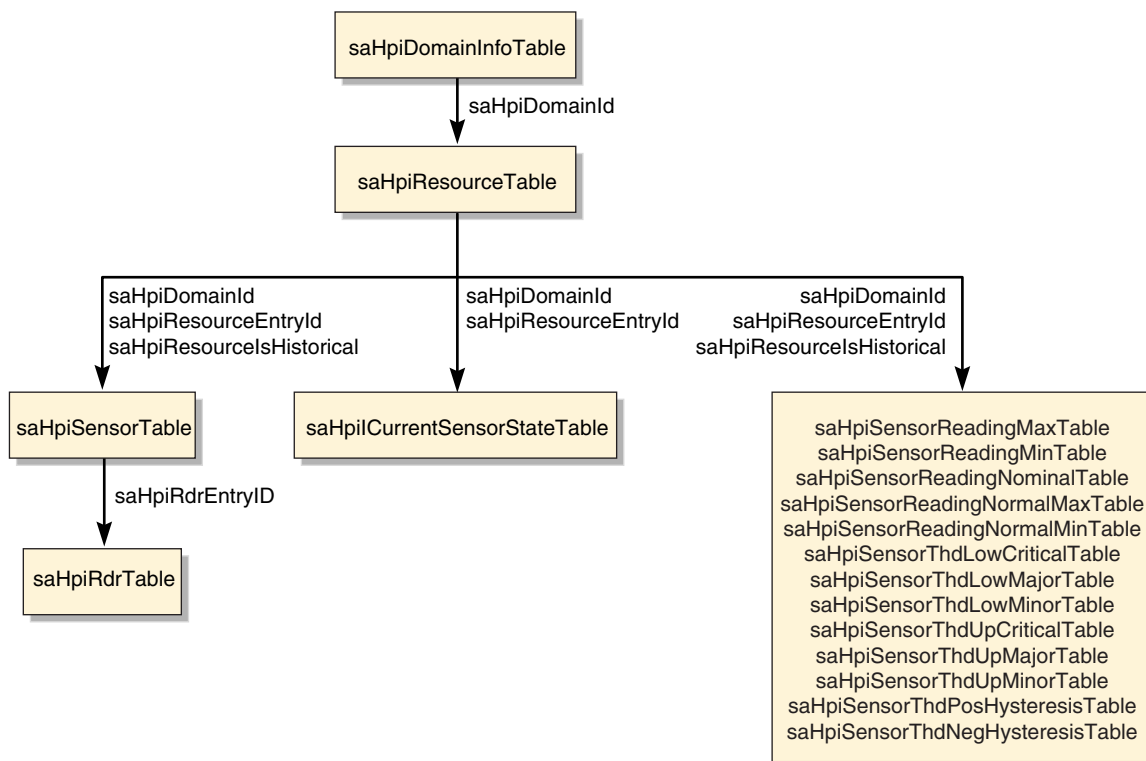 saHpiDomainInfoTable
saHpiDomainId
saHpiResourceTable
saHpiDomainId
saHpiResourceEntryId
saHpiResourceIsHistorical
saHpiDomainId
saHpiResourceEntryId
saHpiDomainId
saHpiResourceEntryId
saHpiResourceIsHistorical
saHpiSensorTable
saHpiICurrentSensorStateTable
saHpiSensorReadingMaxTable
saHpiSensorReadingMinTable
saHpiSensorReadingNominalTable
saHpiSensorReadingNormalMaxTable
saHpiSensorReadingNormalMinTable
saHpiSensorThdLowCriticalTable
saHpiSensorThdLowMajorTable
saHpiSensorThdLowMinorTable
saHpiSensorThdUpCriticalTable
saHpiSensorThdUpMajorTable
saHpiSensorThdUpMinorTable
saHpiSensorThdPosHysteresisTable
saHpiSensorThdNegHysteresisTable
saHpiRdrEntryID
saHpiRdrTable